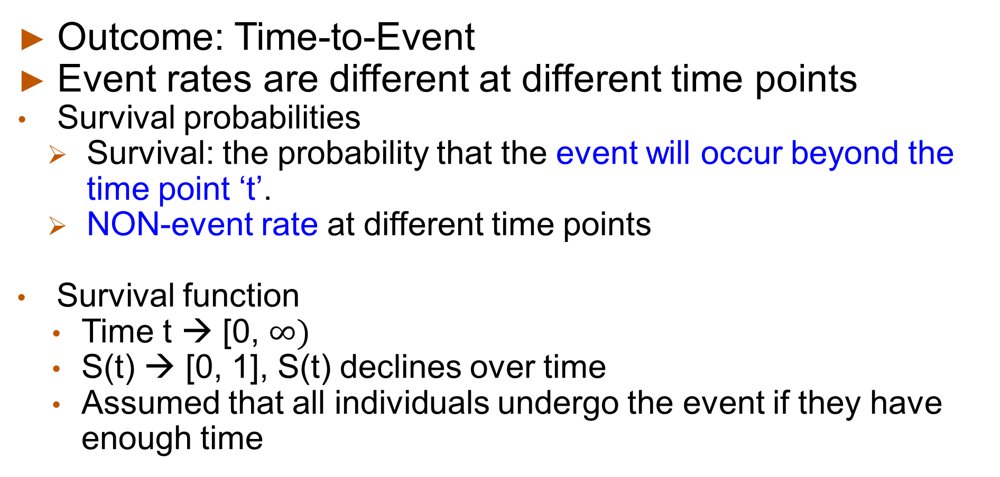 ► Outcome: Time-to-Event
► Event rates are different at different time points
• Survival probabilities
➢ Survival: the probability that the event will occur beyond the
time point ‘t’.
➢ NON-event rate at different time points
• Survival function
• Time t → [0, ∞)
• S(t) → [0, 1], S(t) declines over time
• Assumed that all individuals undergo the event if they have
enough time